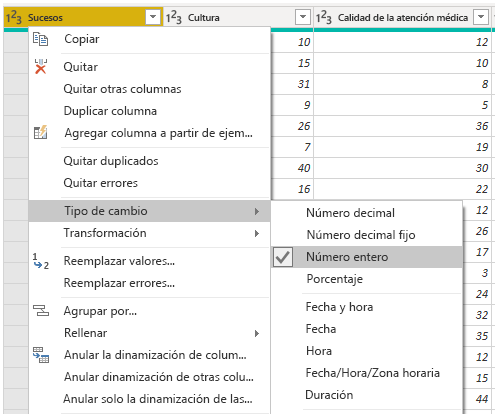 1²3 Sucesos 1²3 Cultura 1²3 Calidad de la atención médica
Copiar 10 12
Quitar 15 10
Quitar otras columnas 31 8
Duplicar columna 9 5
Agregar columna a partir de ejem... 26 36
7 19
Quitar duplicados 40 30
Quitar errores 16 22
Tipo de cambio Número decimal 12
Transformación Número decimal fijo 26
Reemplazar valores... Número entero 17
Reemplazar errores... Porcentaje 3
24
Agrupar por... Fecha y hora 32
Rellenar Fecha 35
Anular la dinamización de colum... Hora 12
Anular dinamización de otras colu... Fecha/Hora/Zona horaria 15
Anular solo la dinamización de las... Duración 44